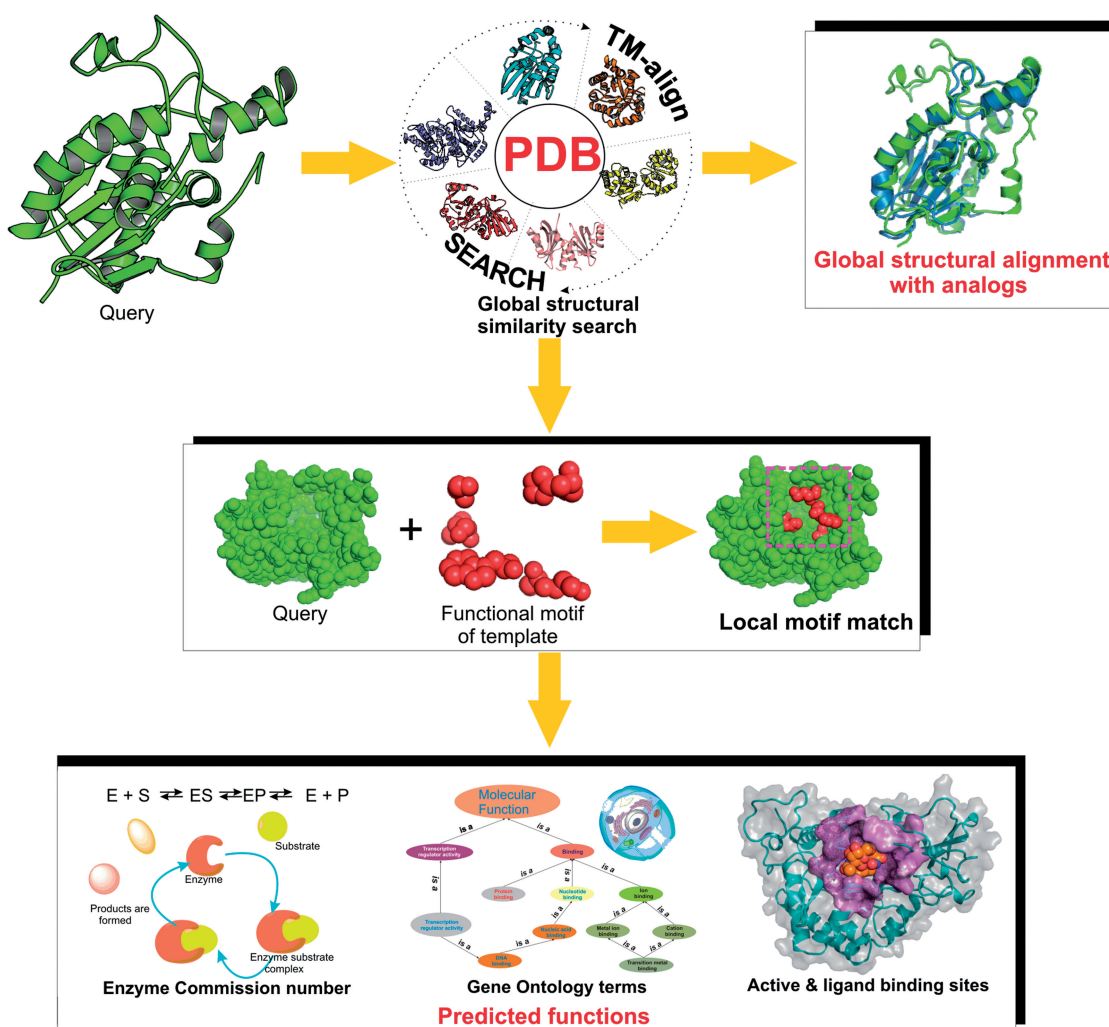 Query
TM-align
PDB
SEARCH
Global structural
similarity search
Global structural alignment
with analogs
Query
+
Functional motif
of template
Local motif match
E + S ⇌ ES ⇌ EP ⇌ E + P
Substrate
Enzyme
Products are
formed
Enzyme substrate
complex
Enzyme Commission number
Molecular
Function
is a
is a
Transcription
regulator activity
Binding
is a
is a
is a
is a
Protein
binding
Nucleotide
binding
Ion
binding
is a
is a
is a
Transcription
regulator activity
Nucleic acid
binding
Metal ion
binding
Cation
binding
is a
is a
is a
is a
DNA
binding
Transition metal
binding
Gene Ontology terms
Active & ligand binding sites
Predicted functions